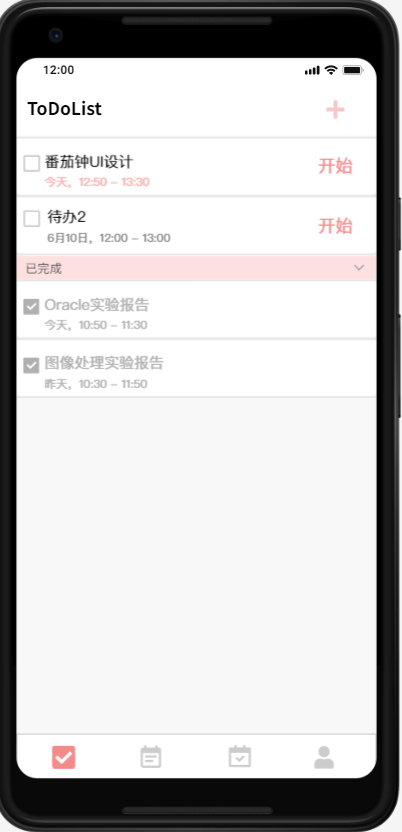 12:00
ToDoList
番茄钟UI设计
开始
今天，12:50 – 13:30
待办2
开始
6月10日，12:00 – 13:00
已完成
Oracle实验报告
今天，10:50 – 11:30
图像处理实验报告
昨天，10:30 – 11:50